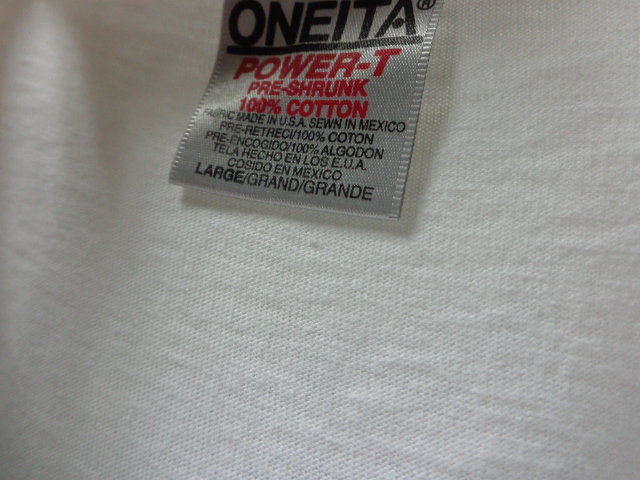 ONEITA®
POWER-T
PRE-SHRUNK
100% COTTON
FABRIC MADE IN U.S.A. SEWN IN MEXICO
PRE-RETRECI/100% COTON
PRE-ENCOGIDO/100% ALGODON
TELA HECHO EN LOS E.U.A.
COSIDO EN MEXICO
LARGE/GRAND/GRANDE